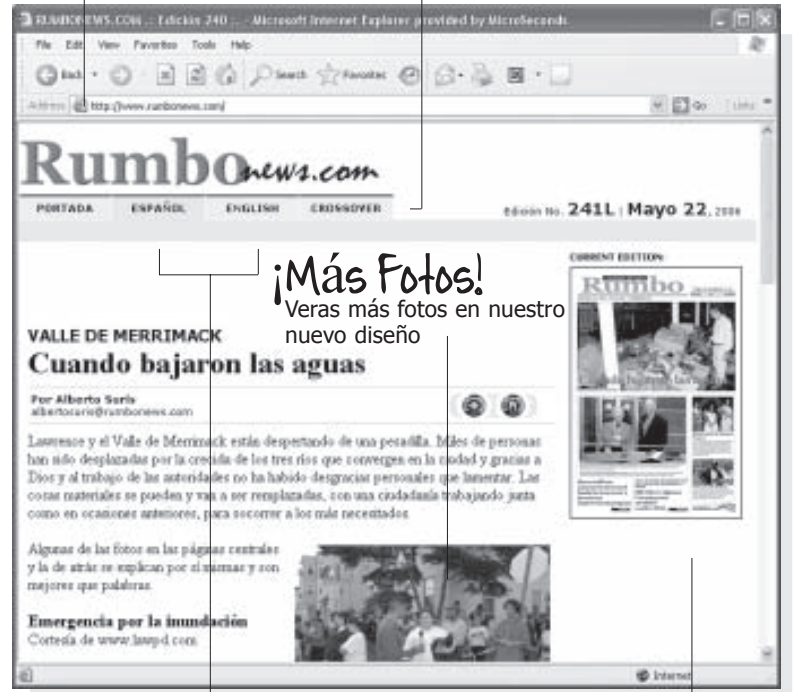 RUMBONEWS.COM .:. Edición 240 .:. - Microsoft Internet Explorer provided by MicroSeconds
File Edit View Favorites Tools Help
Back Search Favorites
Address http://www.rumbonews.com/ Go Links
Rumbonews.com
PORTADA ESPAÑOL ENGLISH CROSSOVER
Edición No. 241L | Mayo 22, 2006
CURRENT EDITION:
Rumbo
¡Más Fotos!
Veras más fotos en nuestro
nuevo diseño
VALLE DE MERRIMACK
Cuando bajaron las aguas
Por Alberto Suris
albertosuris@rumbonews.com
Lawrence y el Valle de Merrimack están despertando de una pesadilla. Miles de personas
han sido desplazadas por la crecida de los tres ríos que convergen en la ciudad y gracias a
Dios y al trabajo de las autoridades no ha habido desgracias personales que lamentar. Las
cosas materiales se pueden y van a ser remplazadas, con una ciudadanía trabajando junta
como en ocasiones anteriores, para socorrer a los más necesitados.
Algunas de las fotos en las páginas centrales
y la de atrás se explican por sí mismas y son
mejores que palabras.
Emergencia por la inundación
Cortesía de www.lawpd.com
Internet